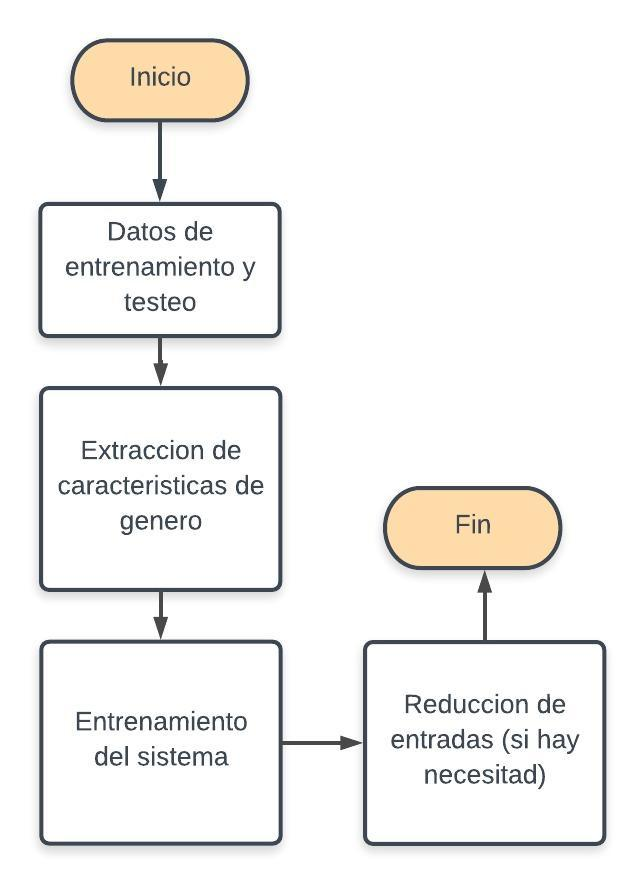 Inicio
Datos de
entrenamiento y
testeo
Extraccion de
caracteristicas de
genero
Entrenamiento
del sistema
Reduccion de
entradas (si hay
necesitad)
Fin